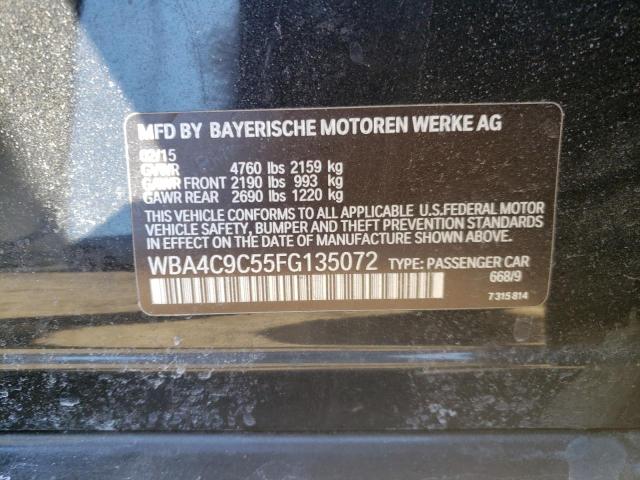 MFD BY BAYERISCHE MOTOREN WERKE AG
02/15
GVWR 4760 lbs 2159 kg
GAWR FRONT 2190 lbs 993 kg
GAWR REAR 2690 lbs 1220 kg
THIS VEHICLE CONFORMS TO ALL APPLICABLE U.S.FEDERAL MOTOR
VEHICLE SAFETY, BUMPER, AND THEFT PREVENTION STANDARDS
IN EFFECT ON THE DATE OF MANUFACTURE SHOWN ABOVE.
WBA4C9C55FG135072 TYPE: PASSENGER CAR
668/9
7315814